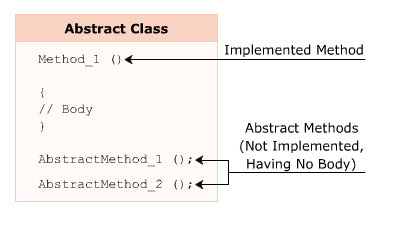 Abstract Class
Method_1 ()
Implemented Method
{
// Body
}
Abstract Methods
(Not Implemented,
Having No Body)
AbstractMethod_1 ();
AbstractMethod_2 ();